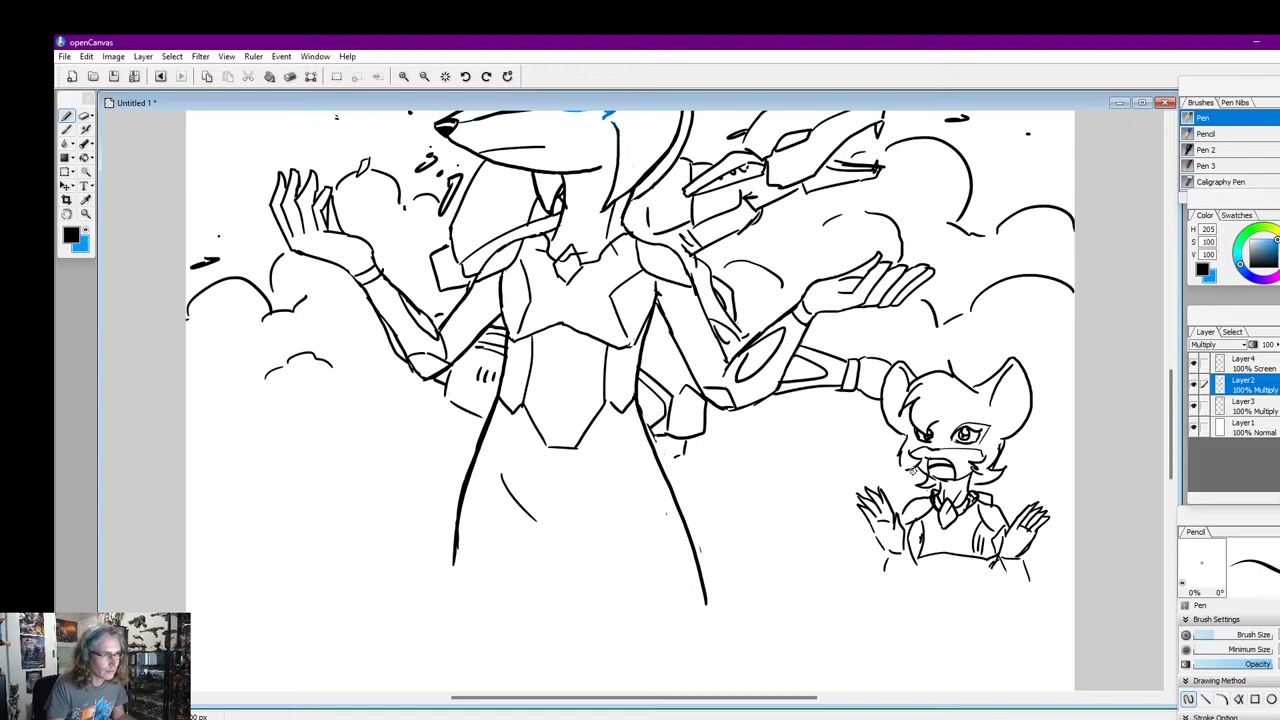 openCanvas
File Edit Image Layer Select Filter View Ruler Event Window Help
Untitled 1 *
Brushes Pen Nibs
Pen
Pencil
Pen 2
Pen 3
Caligraphy Pen
Color Swatches
H 205
S 100
V 100
Layer Select
Multiply 100
Layer4
100% Screen
Layer2
100% Multiply
Layer3
100% Multiply
Layer1
100% Normal
Pencil
0% 0°
Pen
Brush Settings
Brush Size
Minimum Size
Opacity
Drawing Method
Stroke Option
px